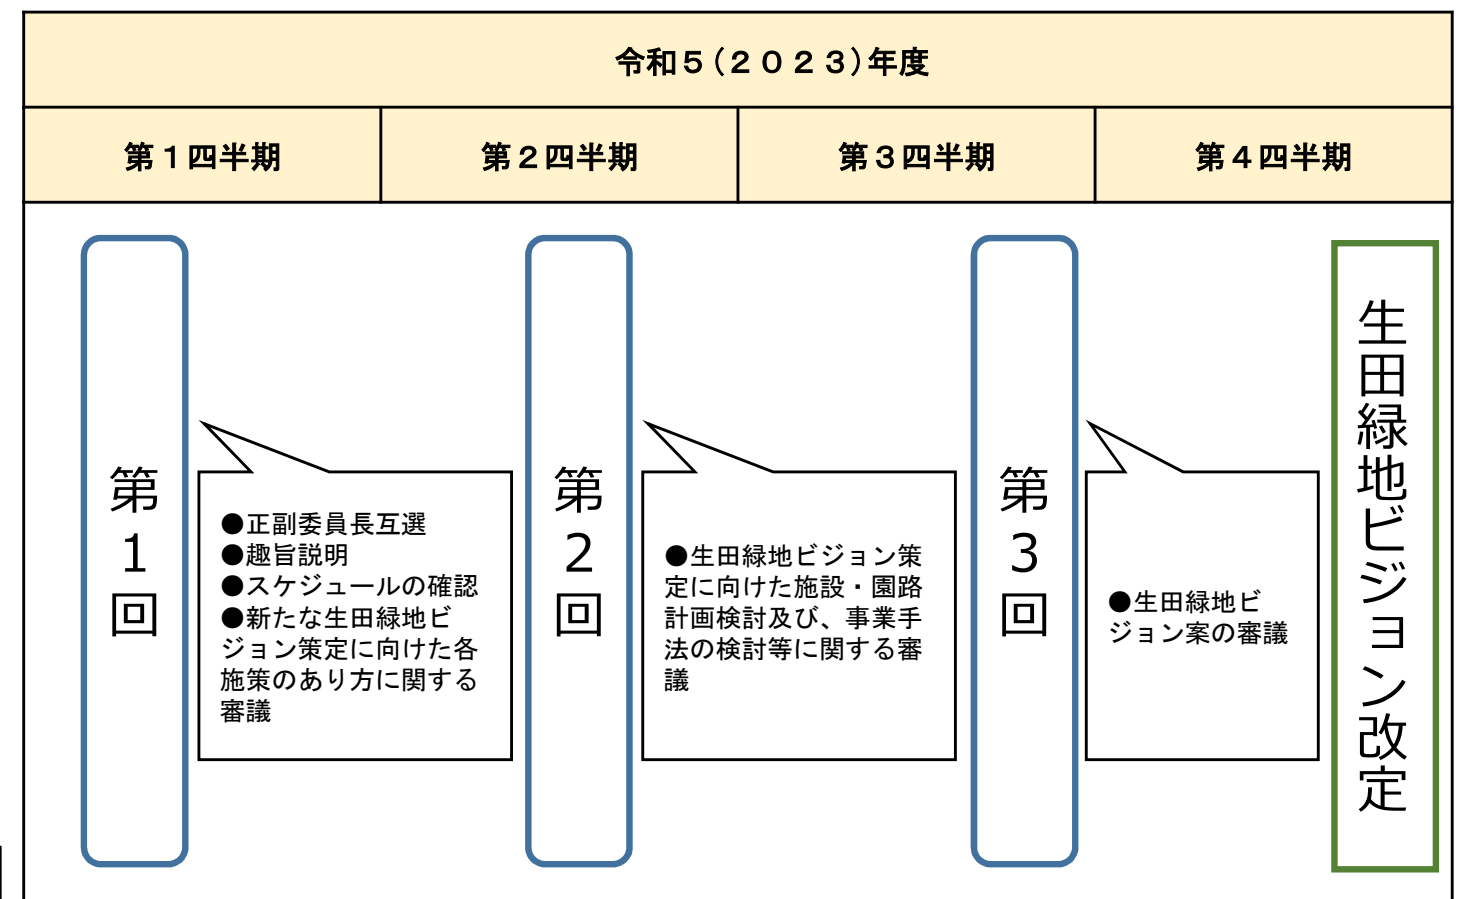 令和５(２０２３)年度
第１四半期
第２四半期
第３四半期
第４四半期
第1回
●正副委員長互選
●趣旨説明
●スケジュールの確認
●新たな生田緑地ビ
ジョン策定に向けた各
施策のあり方に関する
審議
第2回
●生田緑地ビジョン策
定に向けた施設・園路
計画検討及び、事業手
法の検討等に関する審
議
第3回
●生田緑地ビ
ジョン案の審議
生田緑地ビジョン改定